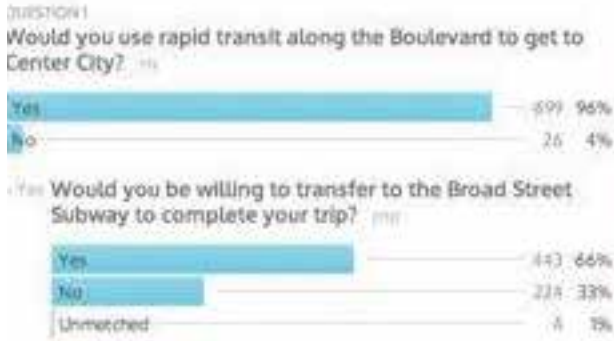 QUESTION 1
Would you use rapid transit along the Boulevard to get to
Center City?
Yes 699 96%
No 26 4%
Yes Would you be willing to transfer to the Broad Street
Subway to complete your trip?
Yes 443 66%
No 224 33%
Unmatched 1%